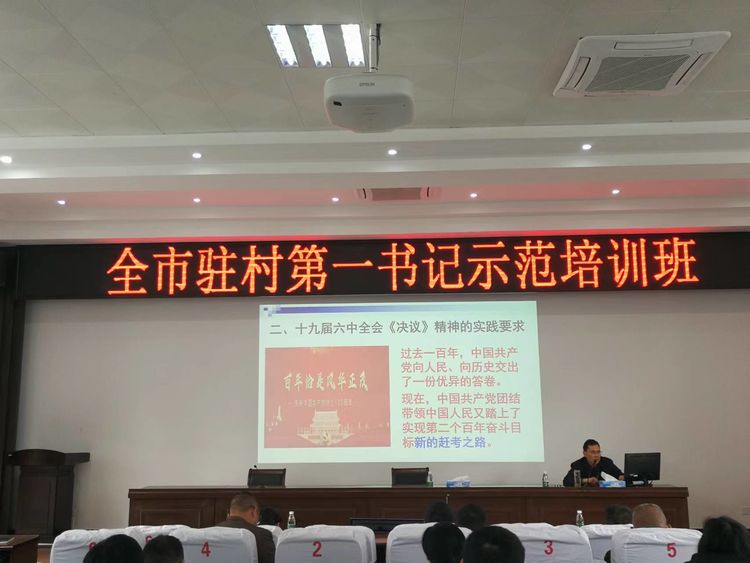 EPSON
全市驻村第一书记示范培训班
二、十九届六中全会《决议》精神的实践要求
百年恰是风华正茂
过去一百年，中国共产
党向人民、向历史交出
了一份优异的答卷。
现在，中国共产党团结
带领中国人民又踏上了
实现第二个百年奋斗目
标新的赶考之路。
4
2
3
5